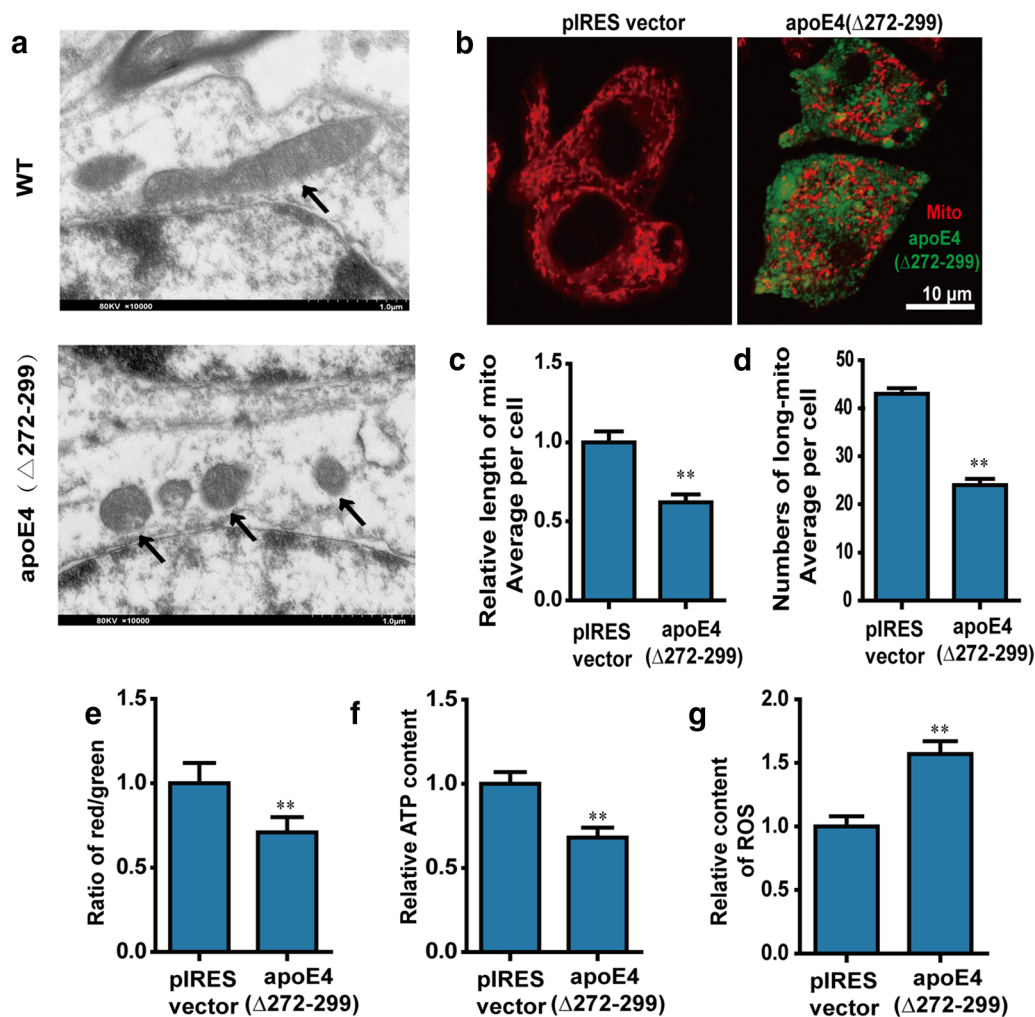 a
WT
80KV ×10000 1.0μm
apoE4 (△272-299)
80KV ×10000 1.0μm
b
pIRES vector
apoE4(Δ272-299)
Mito
apoE4
(Δ272-299)
10 μm
c
Relative length of mito
Average per cell
1.5
1.0
0.5
0.0
**
pIRES
vector
apoE4
(Δ272-299)
d
Numbers of long-mito
Average per cell
50
40
30
20
10
0
**
pIRES
vector
apoE4
(Δ272-299)
e
Ratio of red/green
1.5
1.0
0.5
0.0
**
pIRES
vector
apoE4
(Δ272-299)
f
Relative ATP content
1.5
1.0
0.5
0.0
**
pIRES
vector
apoE4
(Δ272-299)
g
Relative content
of ROS
2.0
1.5
1.0
0.5
0.0
**
pIRES
vector
apoE4
(Δ272-299)